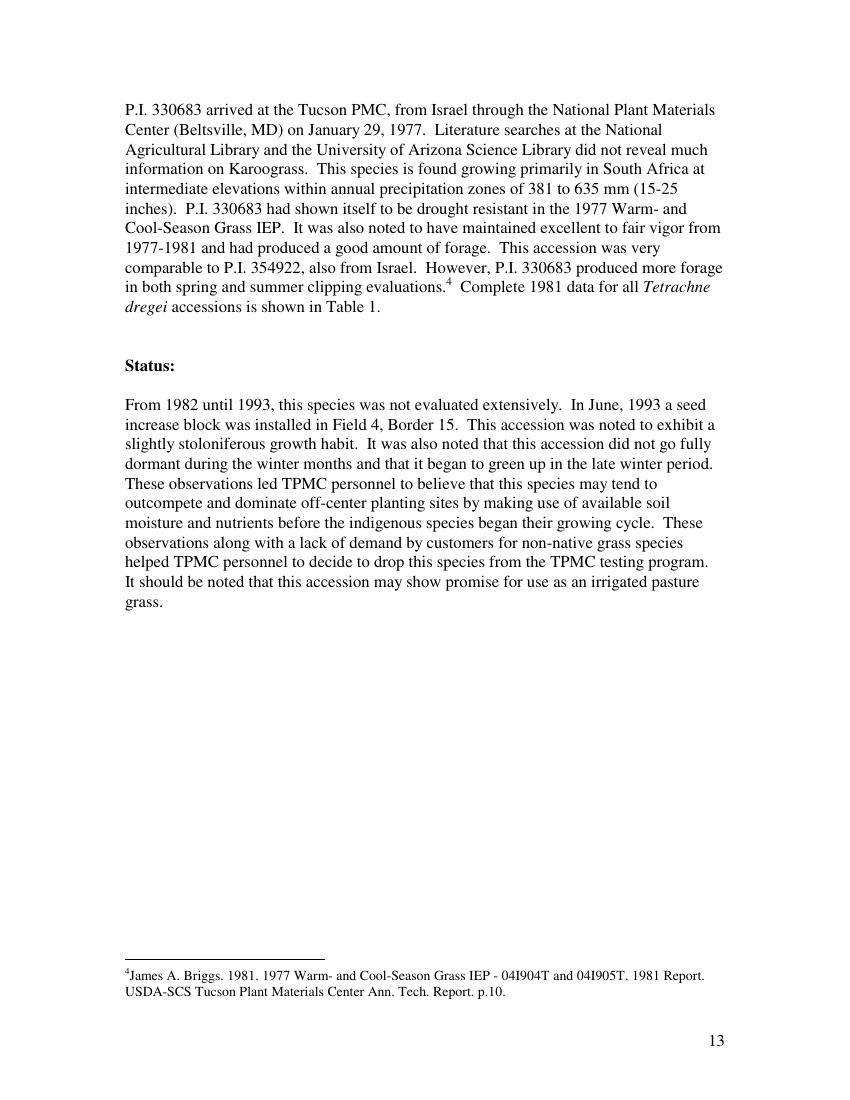 P.I. 330683 arrived at the Tucson PMC, from Israel through the National Plant Materials
Center (Beltsville, MD) on January 29, 1977.  Literature searches at the National
Agricultural Library and the University of Arizona Science Library did not reveal much
information on Karoograss.  This species is found growing primarily in South Africa at
intermediate elevations within annual precipitation zones of 381 to 635 mm (15-25
inches).  P.I. 330683 had shown itself to be drought resistant in the 1977 Warm- and
Cool-Season Grass IEP.  It was also noted to have maintained excellent to fair vigor from
1977-1981 and had produced a good amount of forage.  This accession was very
comparable to P.I. 354922, also from Israel.  However, P.I. 330683 produced more forage
in both spring and summer clipping evaluations.4  Complete 1981 data for all Tetrachne
dregei accessions is shown in Table 1.
Status:
From 1982 until 1993, this species was not evaluated extensively.  In June, 1993 a seed
increase block was installed in Field 4, Border 15.  This accession was noted to exhibit a
slightly stoloniferous growth habit.  It was also noted that this accession did not go fully
dormant during the winter months and that it began to green up in the late winter period.
These observations led TPMC personnel to believe that this species may tend to
outcompete and dominate off-center planting sites by making use of available soil
moisture and nutrients before the indigenous species began their growing cycle.  These
observations along with a lack of demand by customers for non-native grass species
helped TPMC personnel to decide to drop this species from the TPMC testing program.
It should be noted that this accession may show promise for use as an irrigated pasture
grass.
4James A. Briggs. 1981. 1977 Warm- and Cool-Season Grass IEP - 04I904T and 04I905T. 1981 Report.
USDA-SCS Tucson Plant Materials Center Ann. Tech. Report. p.10.
13